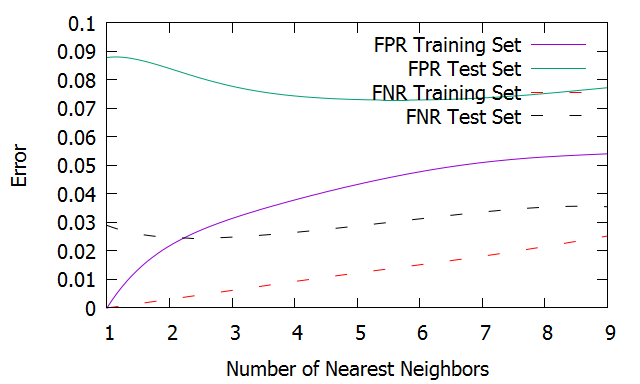 0.1
0.09
0.08
0.07
0.06
0.05
0.04
0.03
0.02
0.01
0
Error
FPR Training Set
FPR Test Set
FNR Training Set
FNR Test Set
1 2 3 4 5 6 7 8 9
Number of Nearest Neighbors